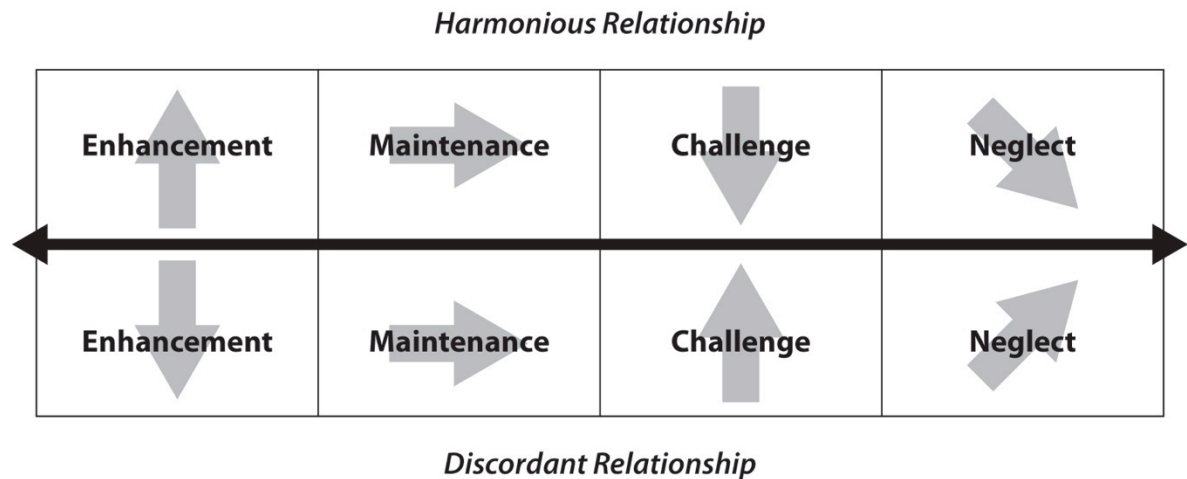 Harmonious Relationship
Enhancement Maintenance Challenge Neglect
Enhancement Maintenance Challenge Neglect
Discordant Relationship